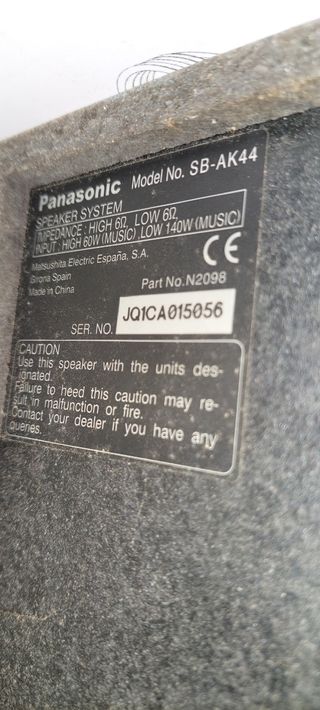 Panasonic Model No. SB-AK44
SPEAKER SYSTEM
IMPEDANCE : HIGH 6Ω, LOW 6Ω
INPUT : HIGH 60W (MUSIC) LOW 140W (MUSIC)
Matsushita Electric España, S.A.
Girona Spain
Made in China
CE
Part No. N2098
SER. NO. JQ1CA015056
CAUTION
Use this speaker with the units des-
ignated.
Failure to heed this caution may re-
sult in malfunction or fire.
Contact your dealer if you have any
queries.